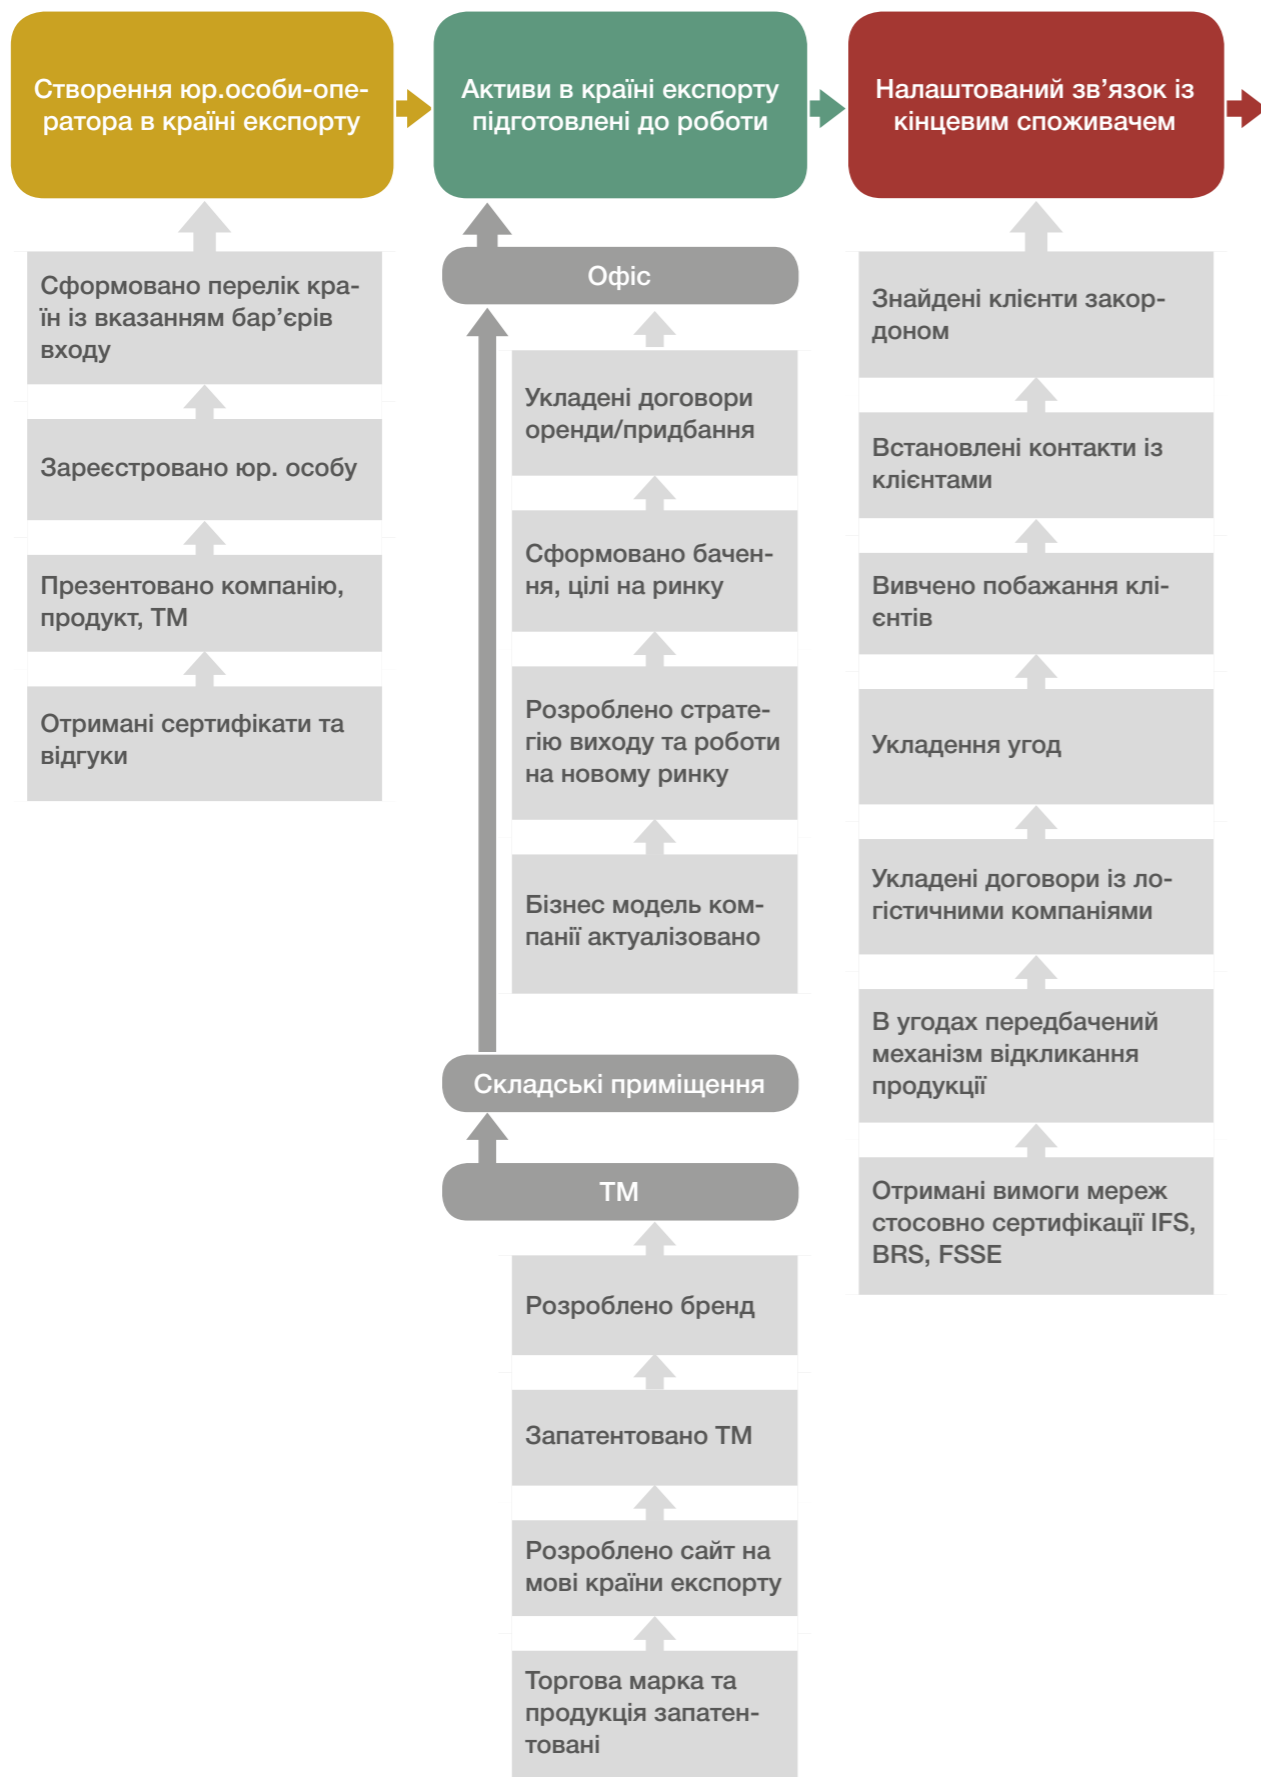 Створення юр.особи-опе-
ратора в країні експорту
Активи в країні експорту
підготовлені до роботи
Налаштований зв’язок із
кінцевим споживачем
Сформовано перелік кра-
їн із вказанням бар’єрів
входу
Зареєстровано юр. особу
Презентовано компанію,
продукт, ТМ
Отримані сертифікати та
відгуки
Офіс
Укладені договори
оренди/придбання
Сформовано бачен-
ня, цілі на ринку
Розроблено страте-
гію виходу та роботи
на новому ринку
Бізнес модель ком-
панії актуалізовано
Складські приміщення
ТМ
Розроблено бренд
Запатентовано ТМ
Розроблено сайт на
мові країни експорту
Торгова марка та
продукція запатен-
товані
Знайдені клієнти закор-
доном
Встановлені контакти із
клієнтами
Вивчено побажання клі-
єнтів
Укладення угод
Укладені договори із ло-
гістичними компаніями
В угодах передбачений
механізм відкликання
продукції
Отримані вимоги мереж
стосовно сертифікації IFS,
BRS, FSSE